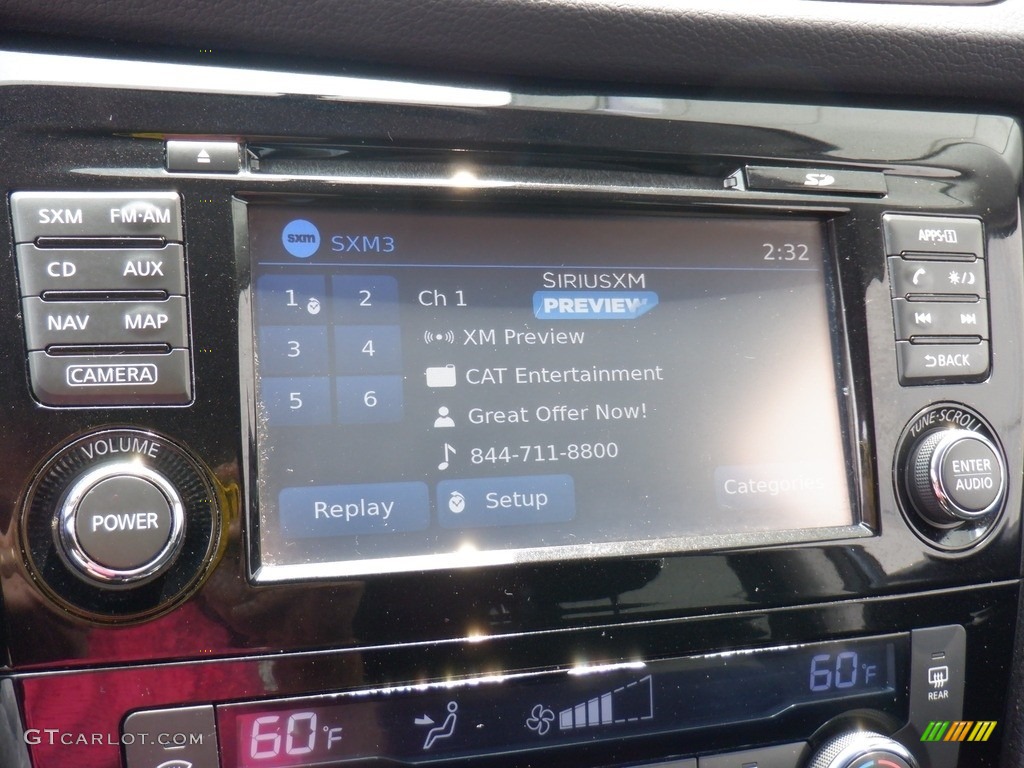 SD
SXM FM·AM
CD AUX
NAV MAP
CAMERA
VOLUME
POWER
sxm SXM3 2:32
1 2
3 4
5 6
Ch 1
SIRIUSXM
PREVIEW
XM Preview
CAT Entertainment
Great Offer Now!
844-711-8800
Replay Setup Categories
APPS·i
BACK
TUNE·SCROLL
ENTER
AUDIO
60°F
60°F
REAR
GTCARLOT.COM